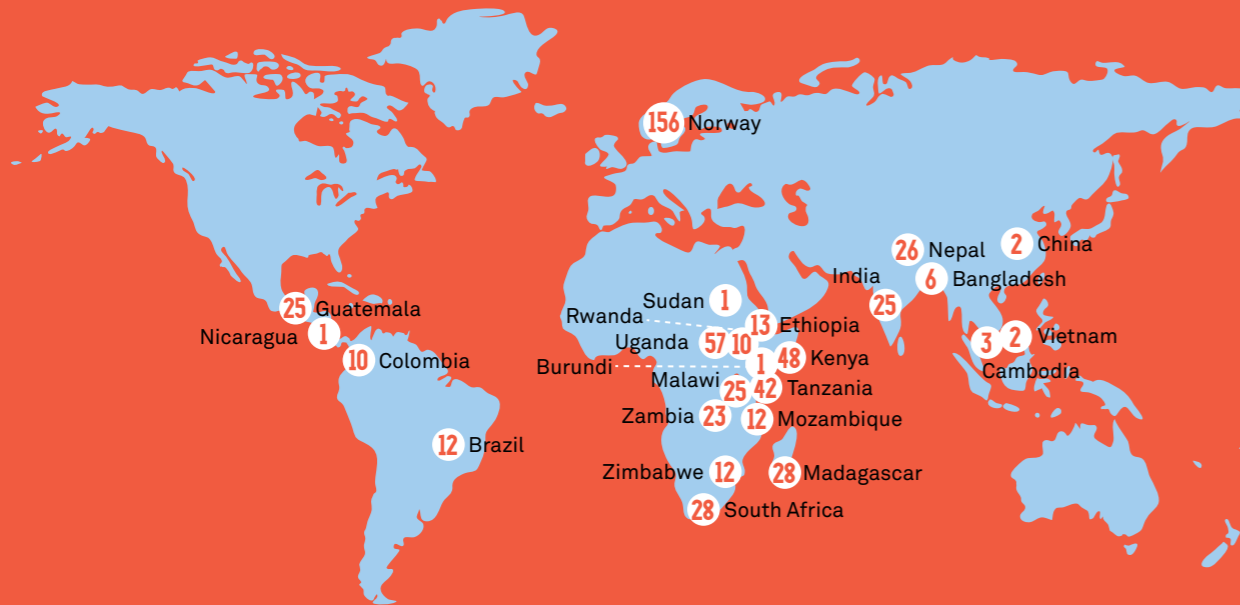 156 Norway
26 Nepal
2 China
India
6 Bangladesh
25
Sudan 1
25 Guatemala
Rwanda
13 Ethiopia
Nicaragua 1
Uganda 57
10
3
2 Vietnam
10 Colombia
Burundi
1
48 Kenya
Cambodia
Malawi 25
42 Tanzania
Zambia 23
12 Mozambique
12 Brazil
Zimbabwe 12
28 Madagascar
28 South Africa